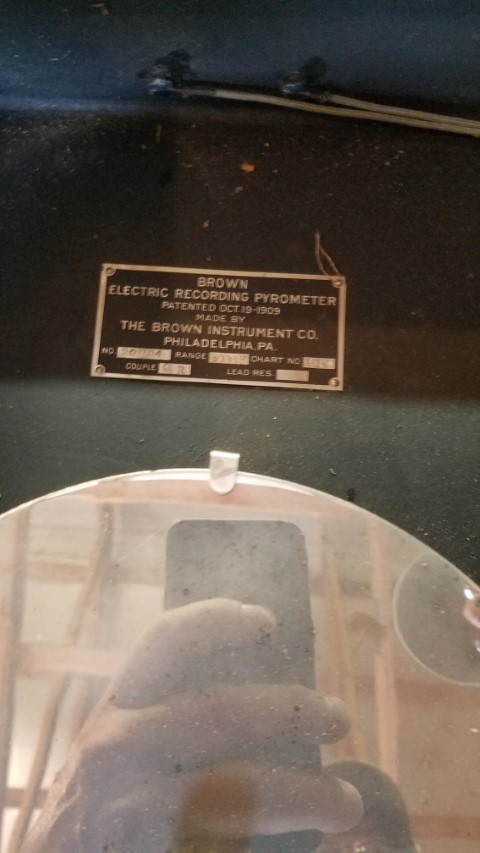 BROWN
ELECTRIC RECORDING PYROMETER
PATENTED OCT. 19-1909
MADE BY
THE BROWN INSTRUMENT CO.
PHILADELPHIA, PA.
NO. RANGE CHART NO.
COUPLE LEAD RES.